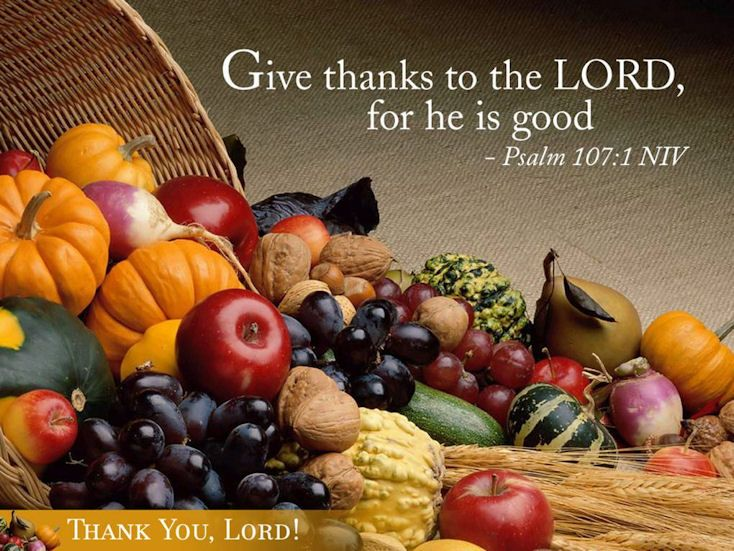 Give thanks to the LORD,
for he is good
- Psalm 107:1 NIV
THANK YOU, LORD!